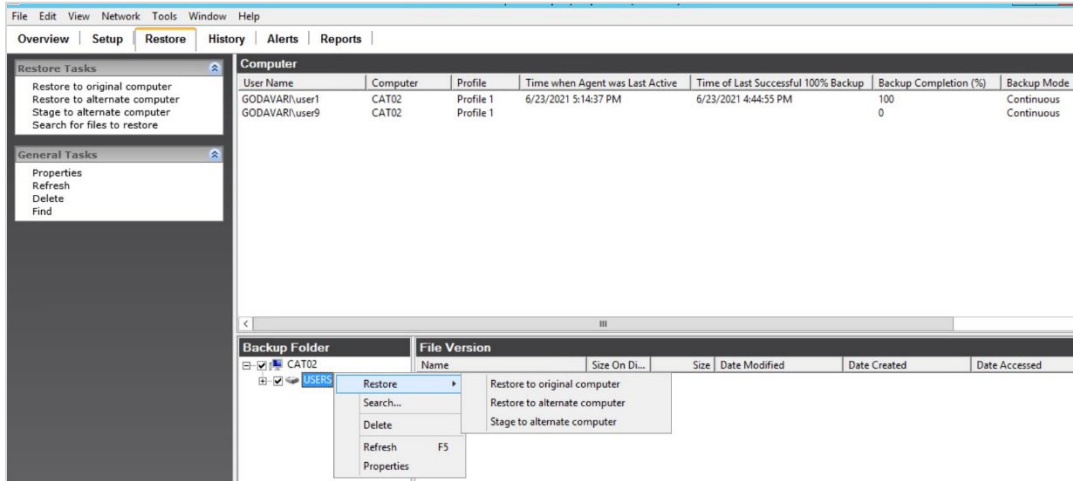 File Edit View Network Tools Window Help
Overview Setup Restore History Alerts Reports
Restore Tasks
Restore to original computer
Restore to alternate computer
Stage to alternate computer
Search for files to restore
General Tasks
Properties
Refresh
Delete
Find
Computer
User Name Computer Profile Time when Agent was Last Active Time of Last Successful 100% Backup Backup Completion (%) Backup Mode
GODAVARI\user1 CAT02 Profile 1 6/23/2021 5:14:37 PM 6/23/2021 4:44:55 PM 100 Continuous
GODAVARI\user9 CAT02 Profile 1 0 Continuous
Backup Folder
CAT02
USERS
File Version
Name Size On Di... Size Date Modified Date Created Date Accessed
Restore
Search...
Delete
Refresh F5
Properties
Restore to original computer
Restore to alternate computer
Stage to alternate computer